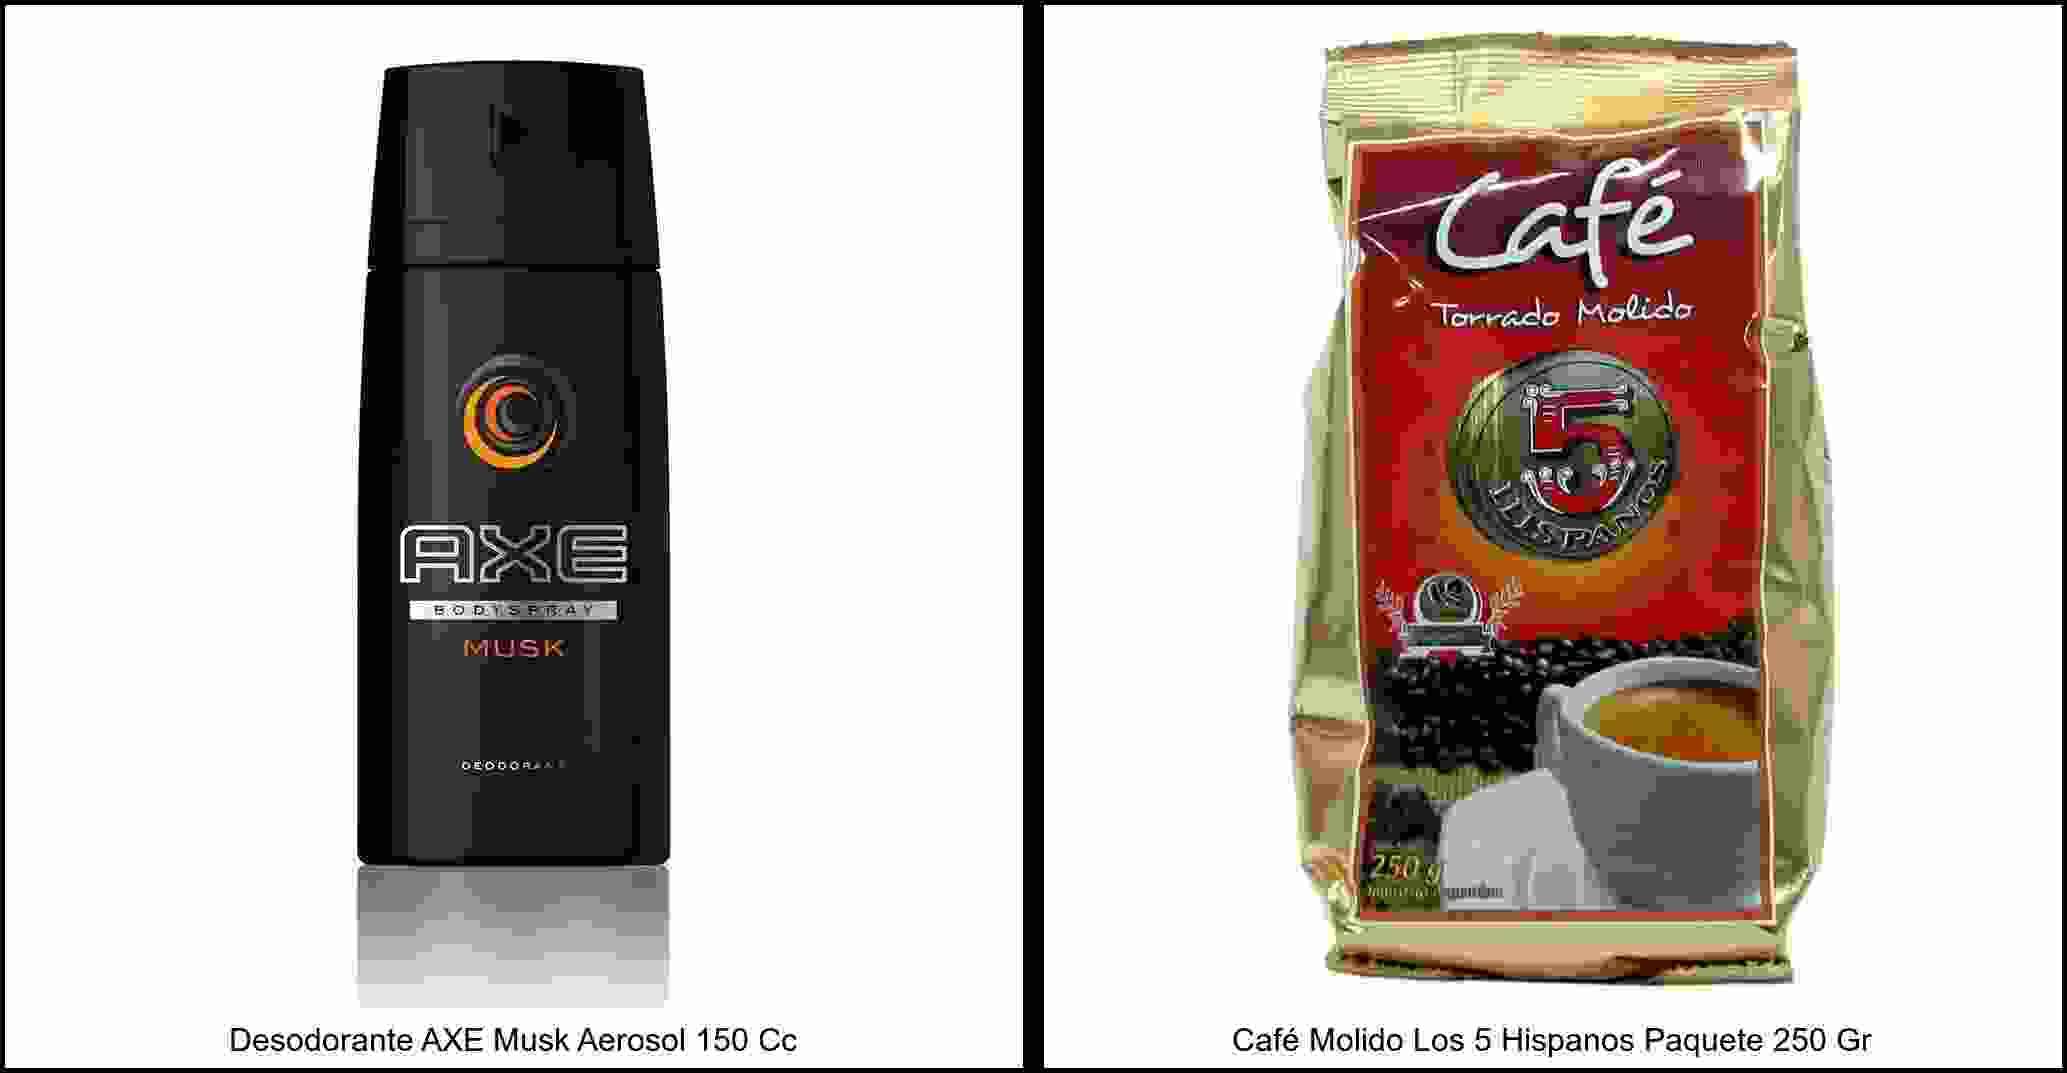 AXE
BODYSPRAY
MUSK
DEODORANT
Desodorante AXE Musk Aerosol 150 Cc
Café
Torrado Molido
5
HISPANOS
250 g
Café Molido Los 5 Hispanos Paquete 250 Gr